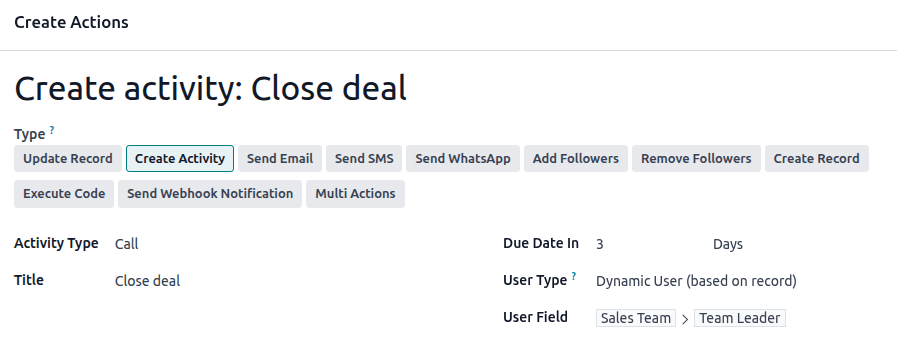 Create Actions
Create activity: Close deal
Type ?
Update Record Create Activity Send Email Send SMS Send WhatsApp Add Followers Remove Followers Create Record
Execute Code Send Webhook Notification Multi Actions
Activity Type Call Due Date In 3 Days
Title Close deal User Type ? Dynamic User (based on record)
User Field Sales Team > Team Leader